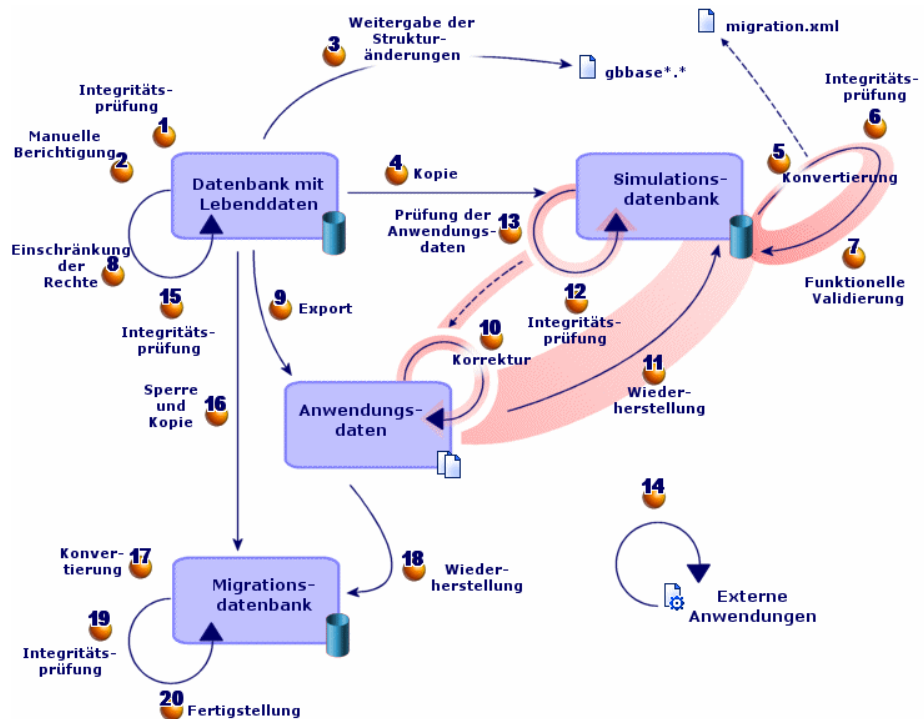 3
Weitergabe der
Struktur-
änderungen
migration.xml
gbbase*.*
Integritäts-
prüfung
1
Manuelle
Berichtigung
2
Integritäts-
prüfung
6
4
Kopie
5
Konvertierung
Datenbank mit
Lebenddaten
Simulations-
datenbank
Prüfung der
Anwendungs-
daten
13
Einschränkung
der
Rechte
8
7
Funktionelle
Validierung
15
Integritäts-
prüfung
9
Export
12
Integritäts-
prüfung
10
Korrektur
11
Wieder-
herstellung
Sperre
und
Kopie
16
Anwendungs-
daten
14
Externe
Anwendungen
Konver-
tierung
17
18
Wieder-
herstellung
Migrations-
datenbank
19
Integritäts-
prüfung
20
Fertigstellung